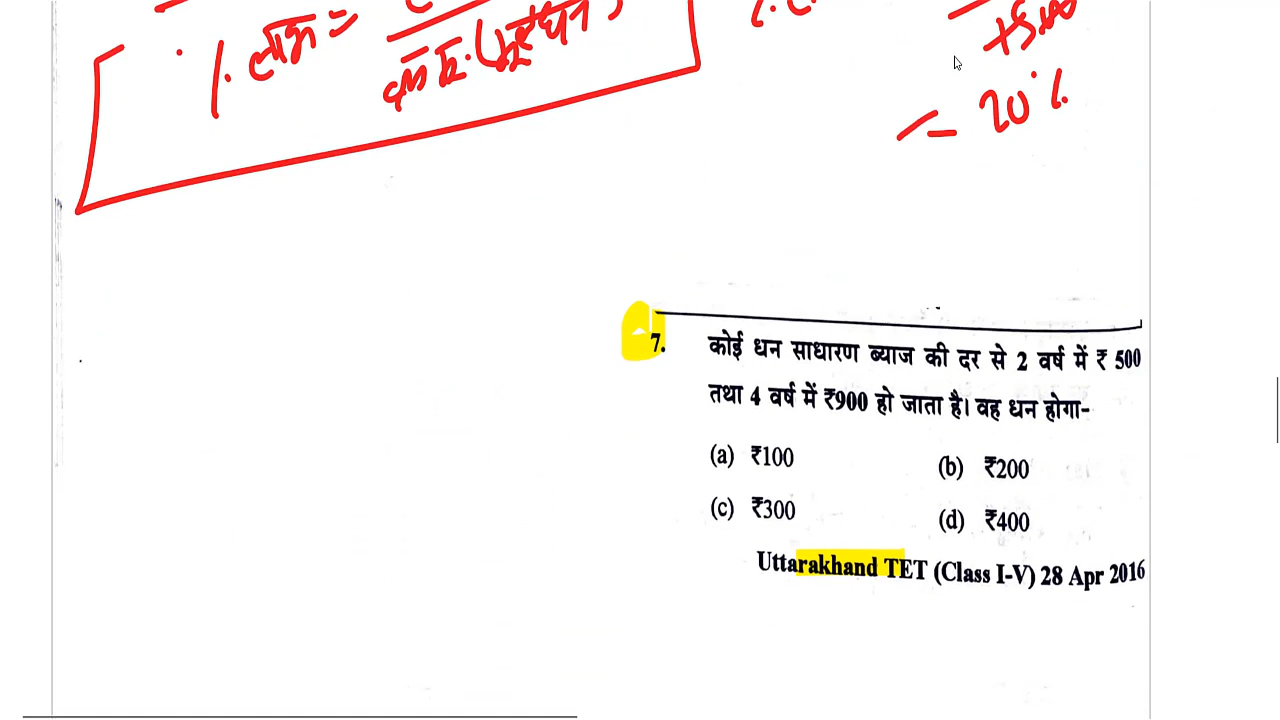 % लाभ =
क्र. मू. (
= 20%
7. कोई धन साधारण ब्याज की दर से 2 वर्ष में ₹ 500
तथा 4 वर्ष में ₹900 हो जाता है। वह धन होगा-
(a) ₹100 (b) ₹200
(c) ₹300 (d) ₹400
Uttarakhand TET (Class I-V) 28 Apr 2016